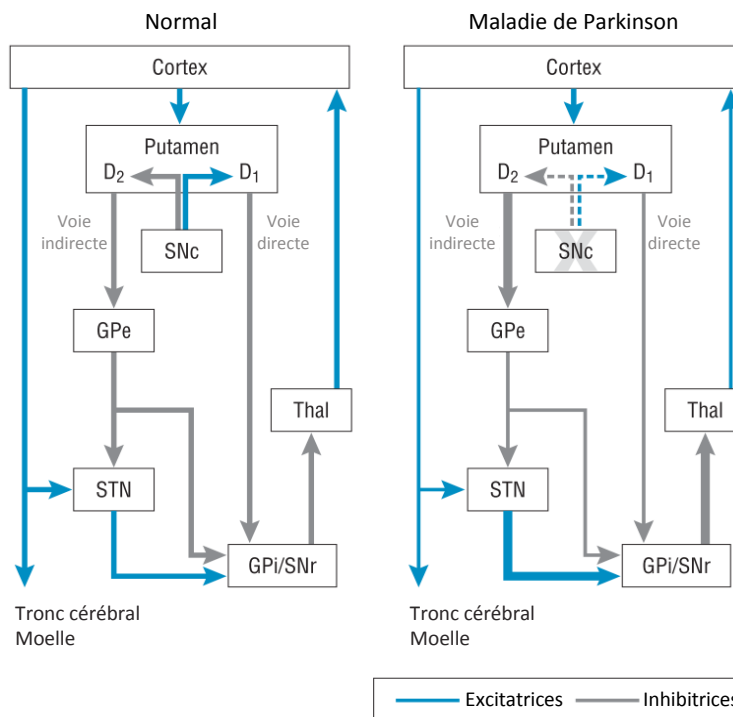 Normal
Cortex
Putamen
D2
D1
Voie
indirecte
Voie
directe
SNc
GPe
Thal
STN
GPi/SNr
Tronc cérébral
Moelle
Maladie de Parkinson
Cortex
Putamen
D2
D1
Voie
indirecte
Voie
directe
SNc
GPe
Thal
STN
GPi/SNr
Tronc cérébral
Moelle
Excitatrices
Inhibitrices